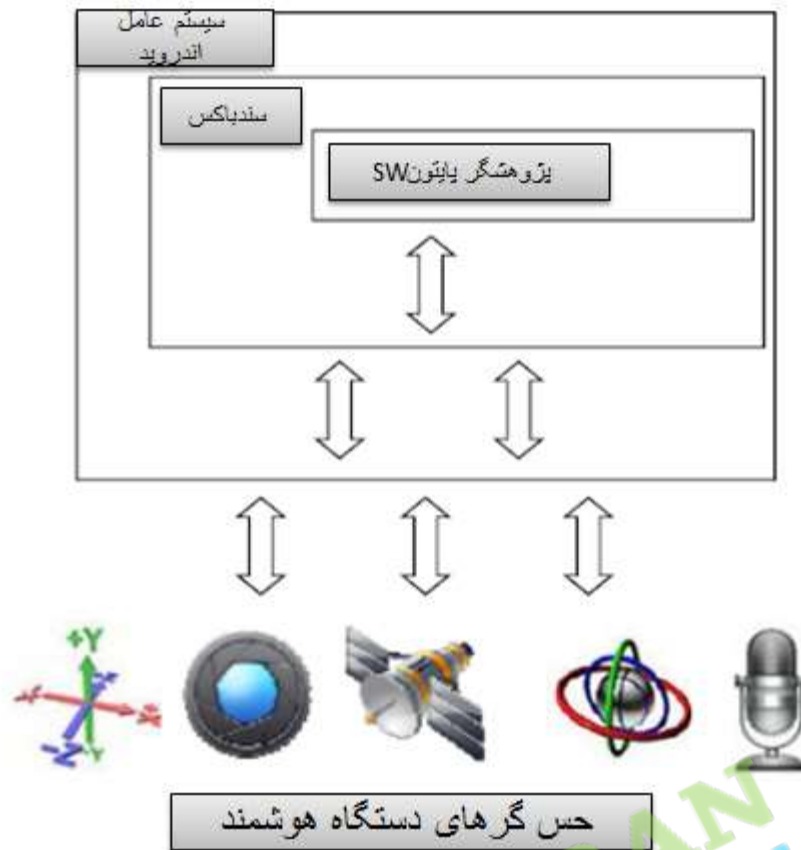 سیستم عامل
اندروید
سندباکس
پژوهشگر پایتونSW
+Y
-X
+X
-Z
-Y
حس گرهای دستگاه هوشمند